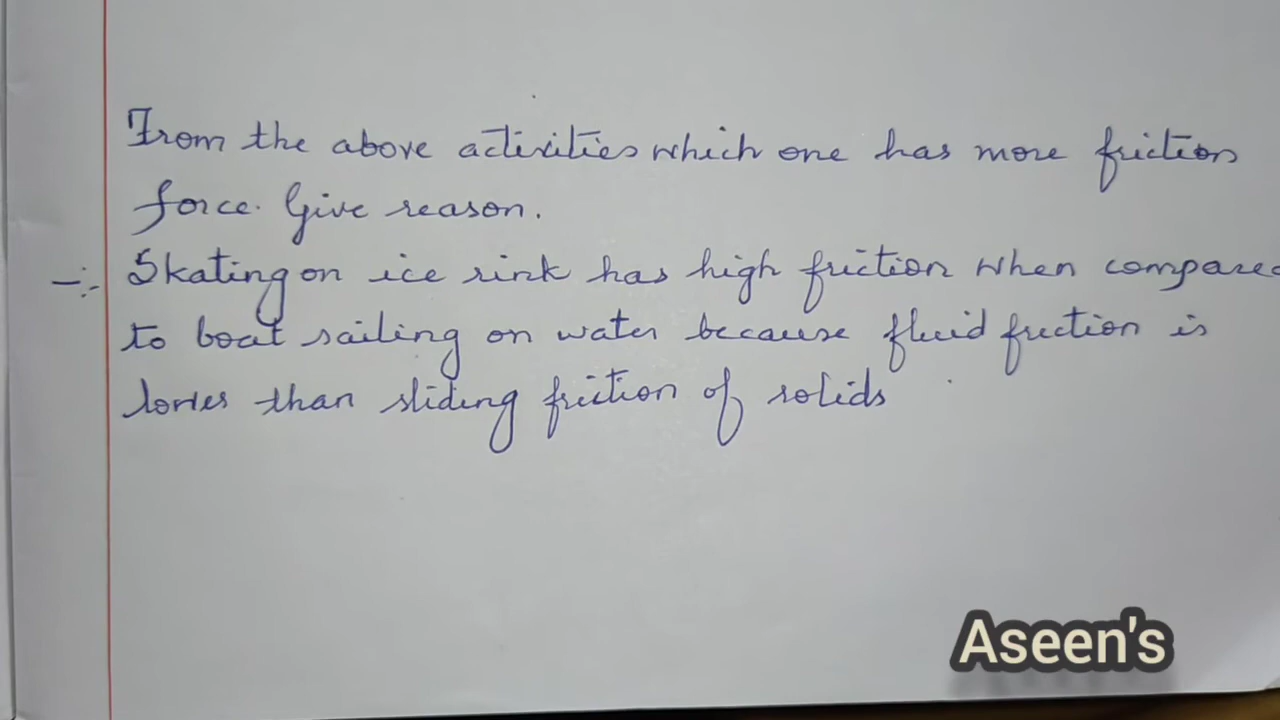 From the above activities which one has more friction
force. Give reason.
-:- Skating on ice rink has high friction when compared
to boat sailing on water because fluid friction is
lower than sliding friction of solids
Aseen's